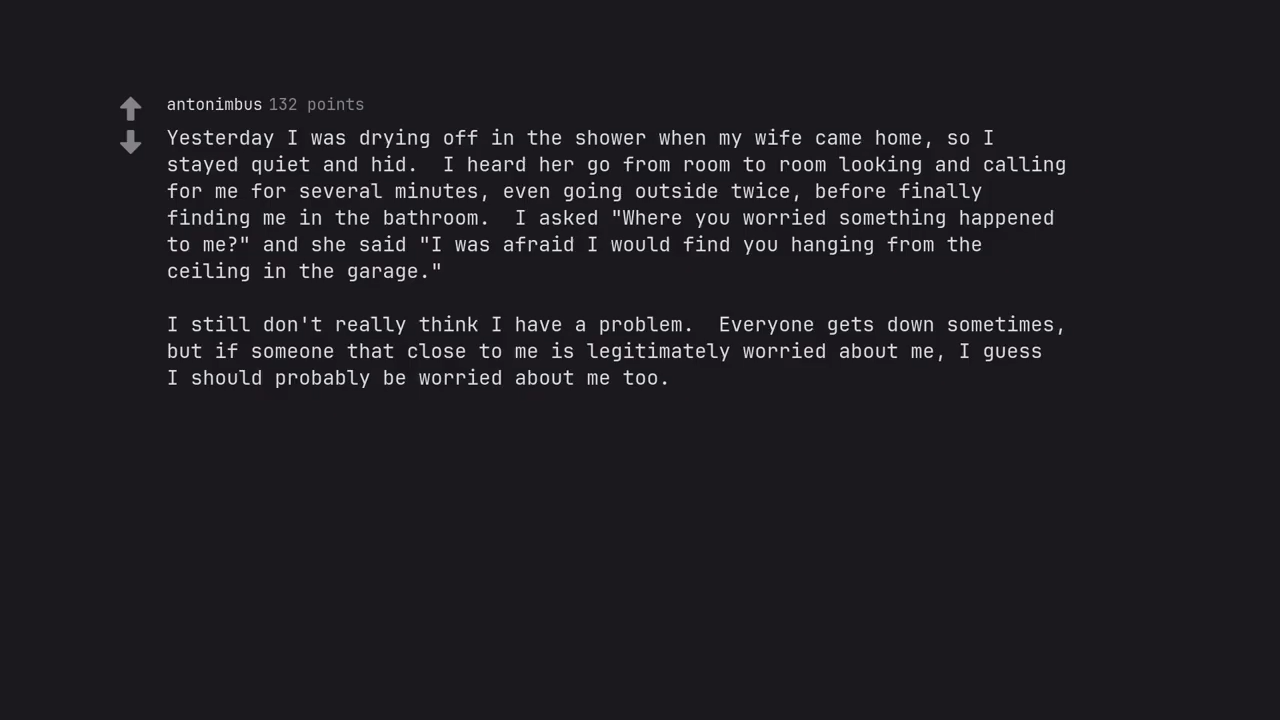 antonimbus 132 points
Yesterday I was drying off in the shower when my wife came home, so I
stayed quiet and hid.  I heard her go from room to room looking and calling
for me for several minutes, even going outside twice, before finally
finding me in the bathroom.  I asked "Where you worried something happened
to me?" and she said "I was afraid I would find you hanging from the
ceiling in the garage."
I still don't really think I have a problem.  Everyone gets down sometimes,
but if someone that close to me is legitimately worried about me, I guess
I should probably be worried about me too.